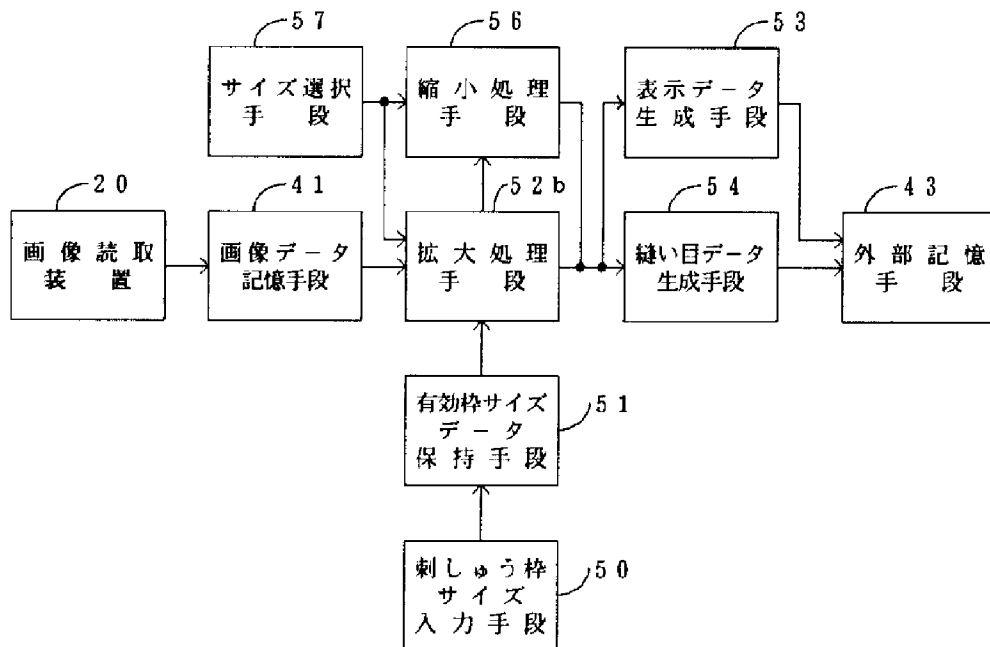 57
サイズ選択
手段
56
縮小処理
手段
53
表示データ
生成手段
20
画像読取
装置
41
画像データ
記憶手段
52b
拡大処理
手段
54
縫い目データ
生成手段
43
外部記憶
手段
有効枠サイズ
データ
保持手段
51
刺しゅう枠
サイズ
入力手段
50